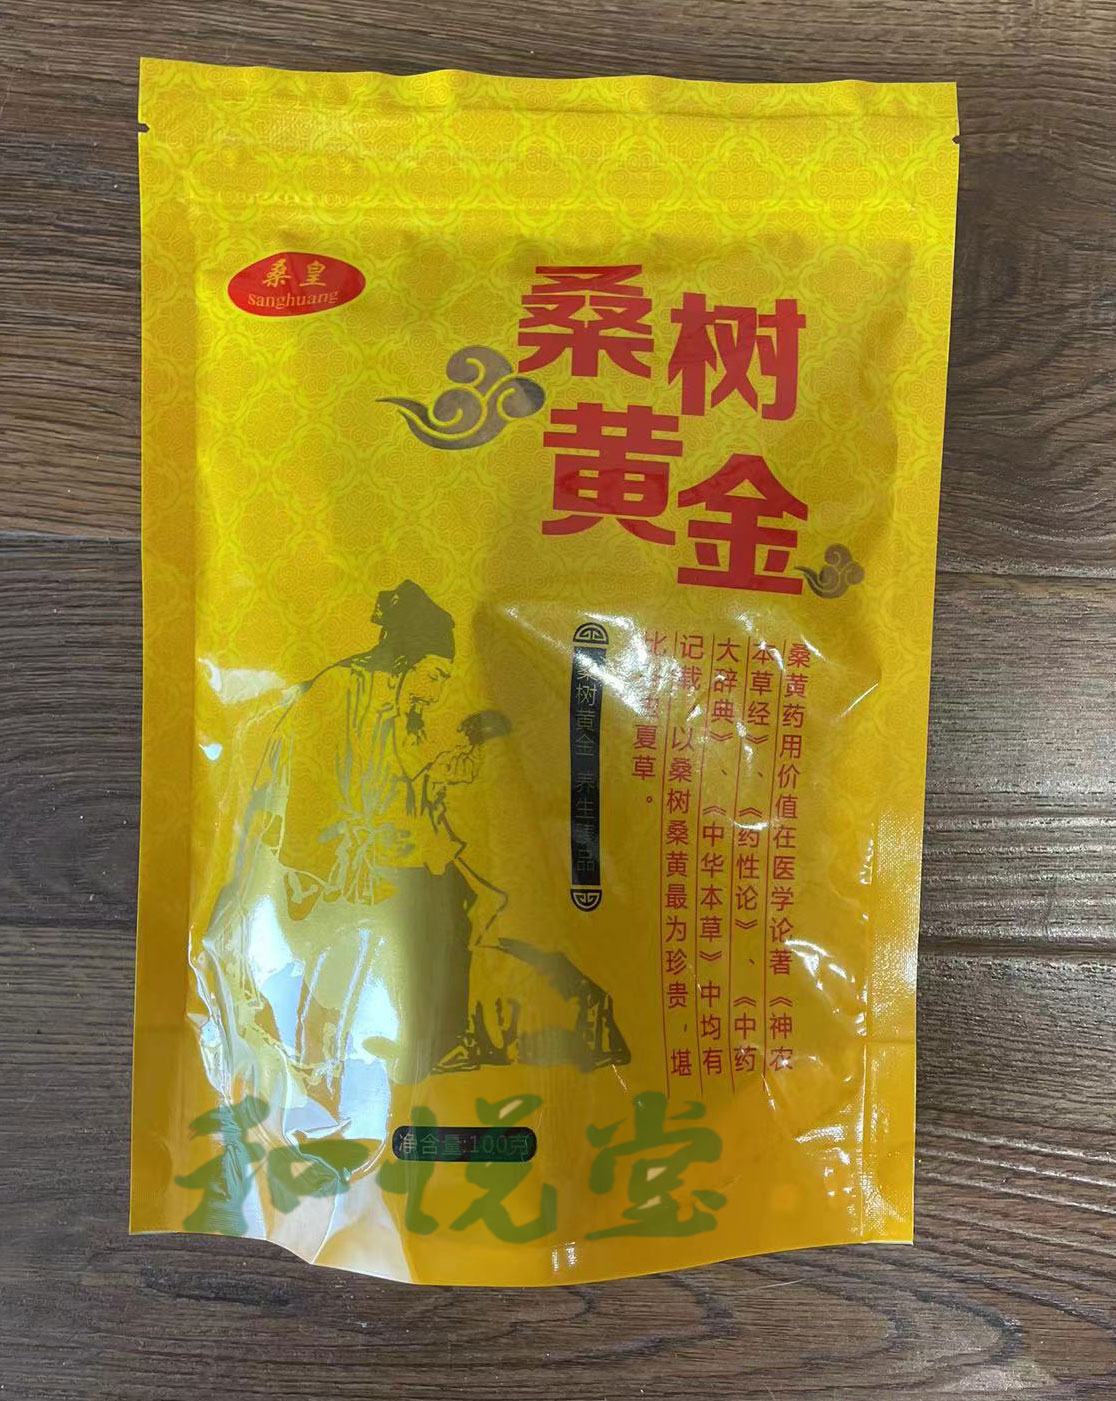 桑皇
sanghuang
桑树
黄金
桑黄药用价值在医学论著《神农
本草经》、《药性论》、《中药
大辞典》、《中华本草》中均有
记载,以桑树桑黄最为珍贵,堪
比 夏草。
桑树黄金 养生臻品
净含量:100克
和悦堂